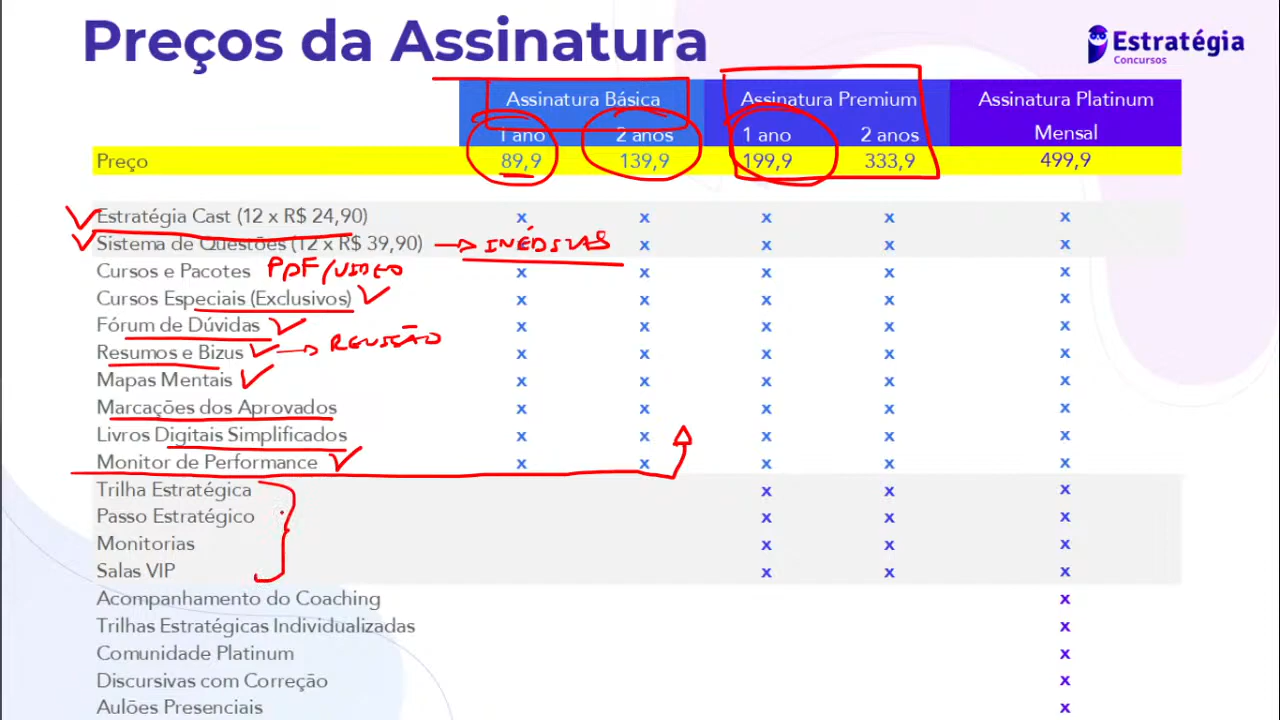 Preços da Assinatura
Estratégia
Concursos
Assinatura Básica Assinatura Premium Assinatura Platinum
1 ano 2 anos 1 ano 2 anos Mensal
Preço 89,9 139,9 199,9 333,9 499,9
Estratégia Cast (12 x R$ 24,90) x x x x x
Sistema de Questões (12 x R$ 39,90) INÉDITAS x x x x
Cursos e Pacotes PDF/VIDEO x x x x x
Cursos Especiais (Exclusivos) x x x x x
Fórum de Dúvidas x x x x x
Resumos e Bizus REVISÃO x x x x x
Mapas Mentais x x x x x
Marcações dos Aprovados x x x x x
Livros Digitais Simplificados x x x x x
Monitor de Performance x x x x x
Trilha Estratégica x x x
Passo Estratégico x x x
Monitorias x x x
Salas VIP x x x
Acompanhamento do Coaching x
Trilhas Estratégicas Individualizadas x
Comunidade Platinum x
Discursivas com Correção x
Aulões Presenciais x